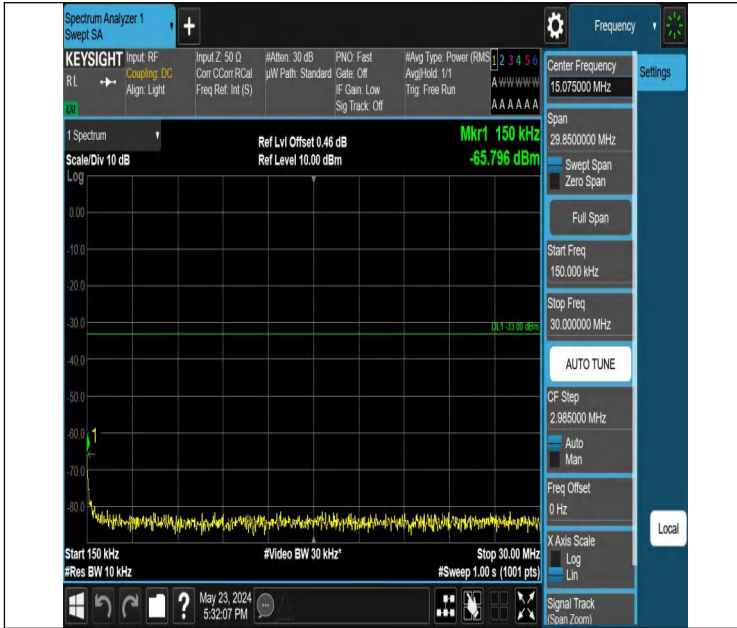 Spectrum Analyzer 1
Swept SA
+
Frequency
KEYSIGHT
RL
Input: RF
Coupling: DC
Align: Light
Input Z: 50 Ω
Corr CCorr RCal
Freq Ref: Int (S)
#Atten: 30 dB
µW Path: Standard
PNO: Fast
Gate: Off
IF Gain: Low
Sig Track: Off
#Avg Type: Power (RMS
Avg|Hold: 1/1
Trig: Free Run
1 2 3 4 5 6
A W W W W W
A A A A A A
1 Spectrum
Scale/Div 10 dB
Ref Lvl Offset 0.46 dB
Ref Level 10.00 dBm
Mkr1 150 kHz
-65.796 dBm
Log
0.00
-10.0
-20.0
-30.0
DL1 -33.00 dBm
-40.0
-50.0
-60.0
1
-70.0
-80.0
Start 150 kHz
#Res BW 10 kHz
#Video BW 30 kHz*
Stop 30.00 MHz
#Sweep 1.00 s (1001 pts)
Center Frequency
15.075000 MHz
Settings
Span
29.8500000 MHz
Swept Span
Zero Span
Full Span
Start Freq
150.000 kHz
Stop Freq
30.000000 MHz
AUTO TUNE
CF Step
2.985000 MHz
Auto
Man
Freq Offset
0 Hz
X Axis Scale
Log
Lin
Local
Signal Track
(Span Zoom)
?
May 23, 2024
5:32:07 PM